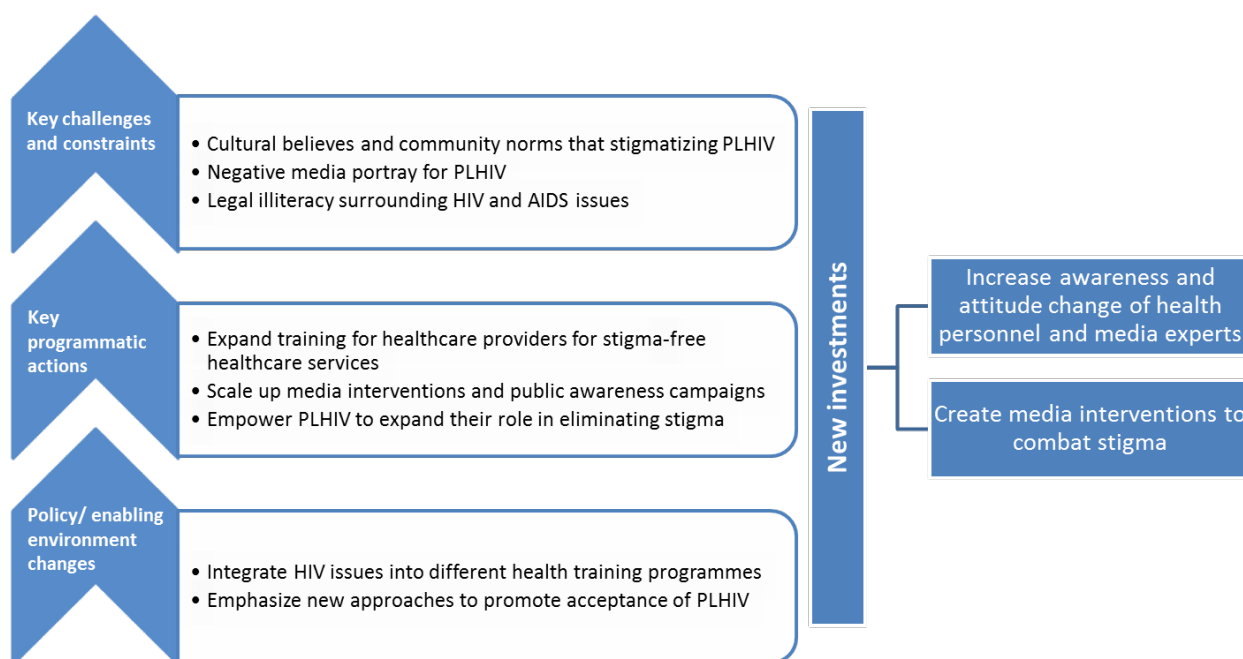 Key challenges
and constraints
• Cultural believes and community norms that stigmatizing PLHIV
• Negative media portray for PLHIV
• Legal illiteracy surrounding HIV and AIDS issues
Key
programmatic
actions
• Expand training for healthcare providers for stigma-free
healthcare services
• Scale up media interventions and public awareness campaigns
• Empower PLHIV to expand their role in eliminating stigma
Policy/ enabling
environment
changes
• Integrate HIV issues into different health training programmes
• Emphasize new approaches to promote acceptance of PLHIV
New investments
Increase awareness and
attitude change of health
personnel and media experts
Create media interventions to
combat stigma